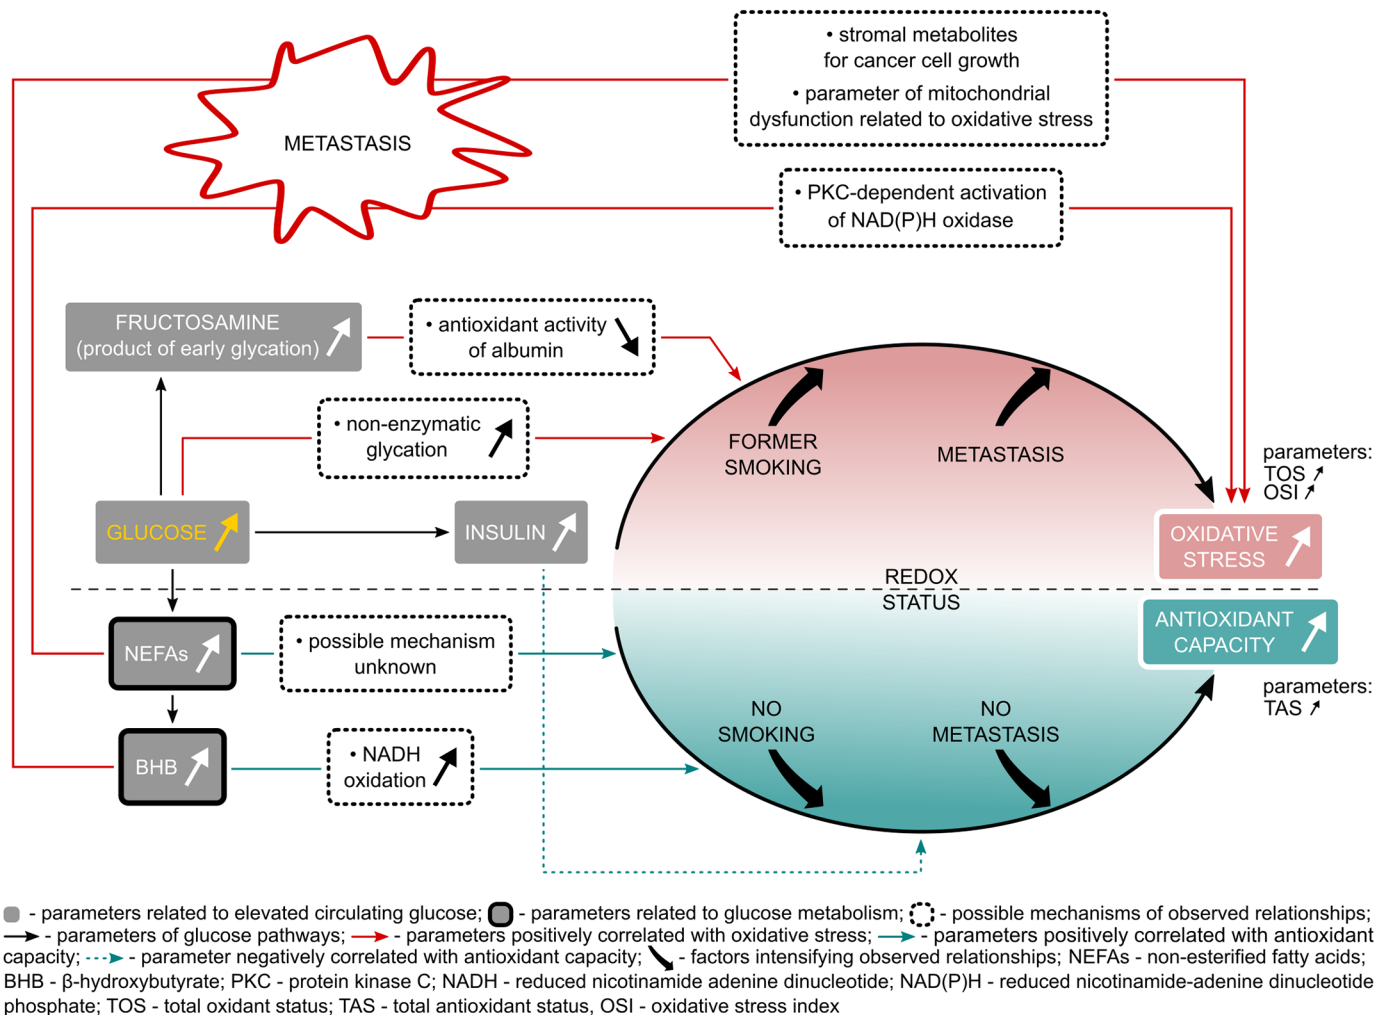 • stromal metabolites
for cancer cell growth
• parameter of mitochondrial
dysfunction related to oxidative stress
METASTASIS
• PKC-dependent activation
of NAD(P)H oxidase
FRUCTOSAMINE
(product of early glycation)
• antioxidant activity
of albumin
• non-enzymatic
glycation
FORMER
SMOKING
METASTASIS
parameters:
TOS
OSI
GLUCOSE
INSULIN
OXIDATIVE
STRESS
REDOX
STATUS
ANTIOXIDANT
CAPACITY
NEFAs
• possible mechanism
unknown
parameters:
TAS
NO
SMOKING
NO
METASTASIS
BHB
• NADH
oxidation
- parameters related to elevated circulating glucose; - parameters related to glucose metabolism; - possible mechanisms of observed relationships;
- parameters of glucose pathways; - parameters positively correlated with oxidative stress; - parameters positively correlated with antioxidant
capacity; - parameter negatively correlated with antioxidant capacity; - factors intensifying observed relationships; NEFAs - non-esterified fatty acids;
BHB - β-hydroxybutyrate; PKC - protein kinase C; NADH - reduced nicotinamide adenine dinucleotide; NAD(P)H - reduced nicotinamide-adenine dinucleotide
phosphate; TOS - total oxidant status; TAS - total antioxidant status, OSI - oxidative stress index